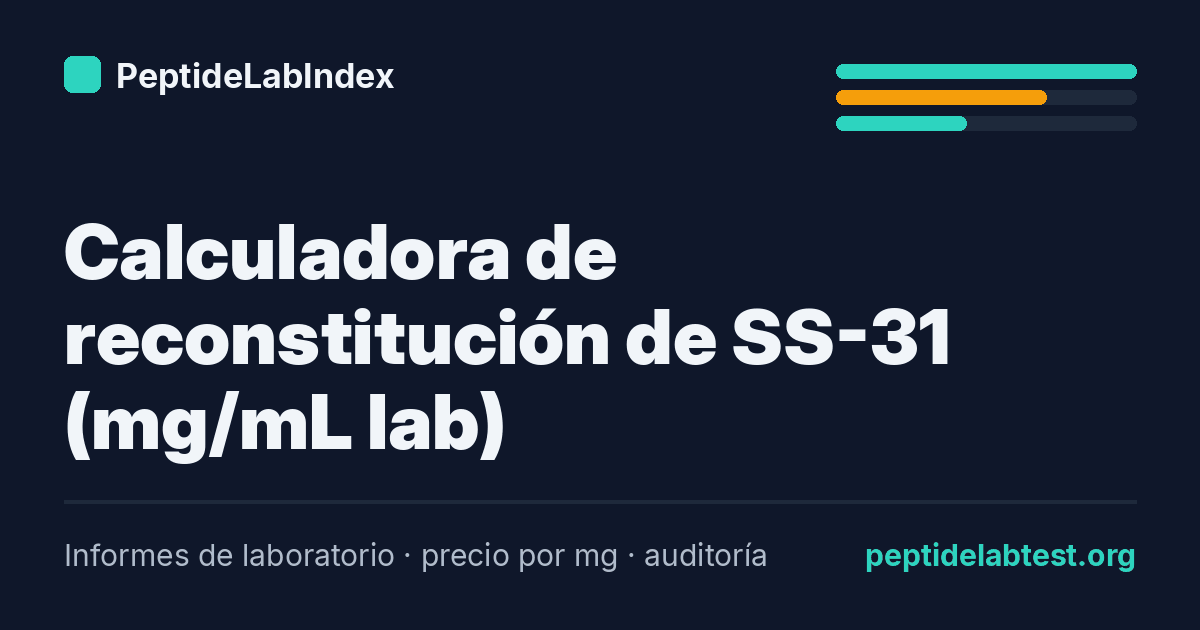 PeptideLabIndex
Calculadora de
reconstitución de SS-31
(mg/mL lab)
Informes de laboratorio · precio por mg · auditoría
peptidelabtest.org